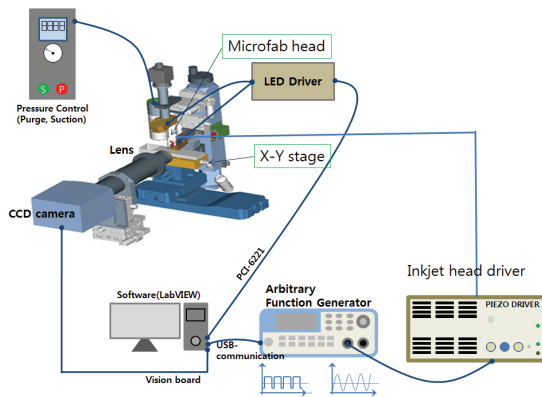 Microfab head
LED Driver
S P
Pressure Control
(Purge, Suction)
Lens
X-Y stage
CCD camera
PCI-6221
Inkjet head driver
Software(LabVIEW)
Arbitrary
Function Generator
PIEZO DRIVER
USB-
communication
Vision board